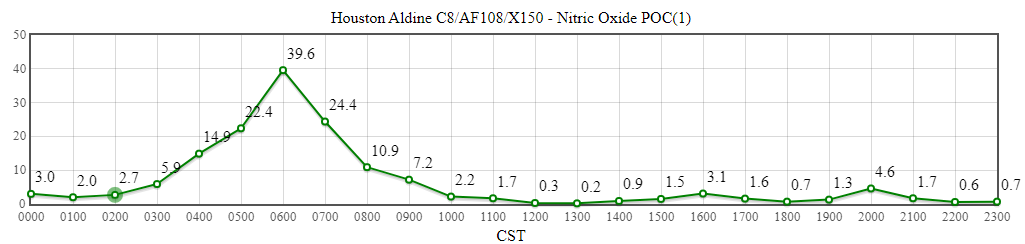 Houston Aldine C8/AF108/X150 - Nitric Oxide POC(1)
50
40
30
20
10
0
3.0 2.0 2.7 5.9 14.9 22.4 39.6 24.4 10.9 7.2 2.2 1.7 0.3 0.2 0.9 1.5 3.1 1.6 0.7 1.3 4.6 1.7 0.6 0.7
0000 0100 0200 0300 0400 0500 0600 0700 0800 0900 1000 1100 1200 1300 1400 1500 1600 1700 1800 1900 2000 2100 2200 2300
CST